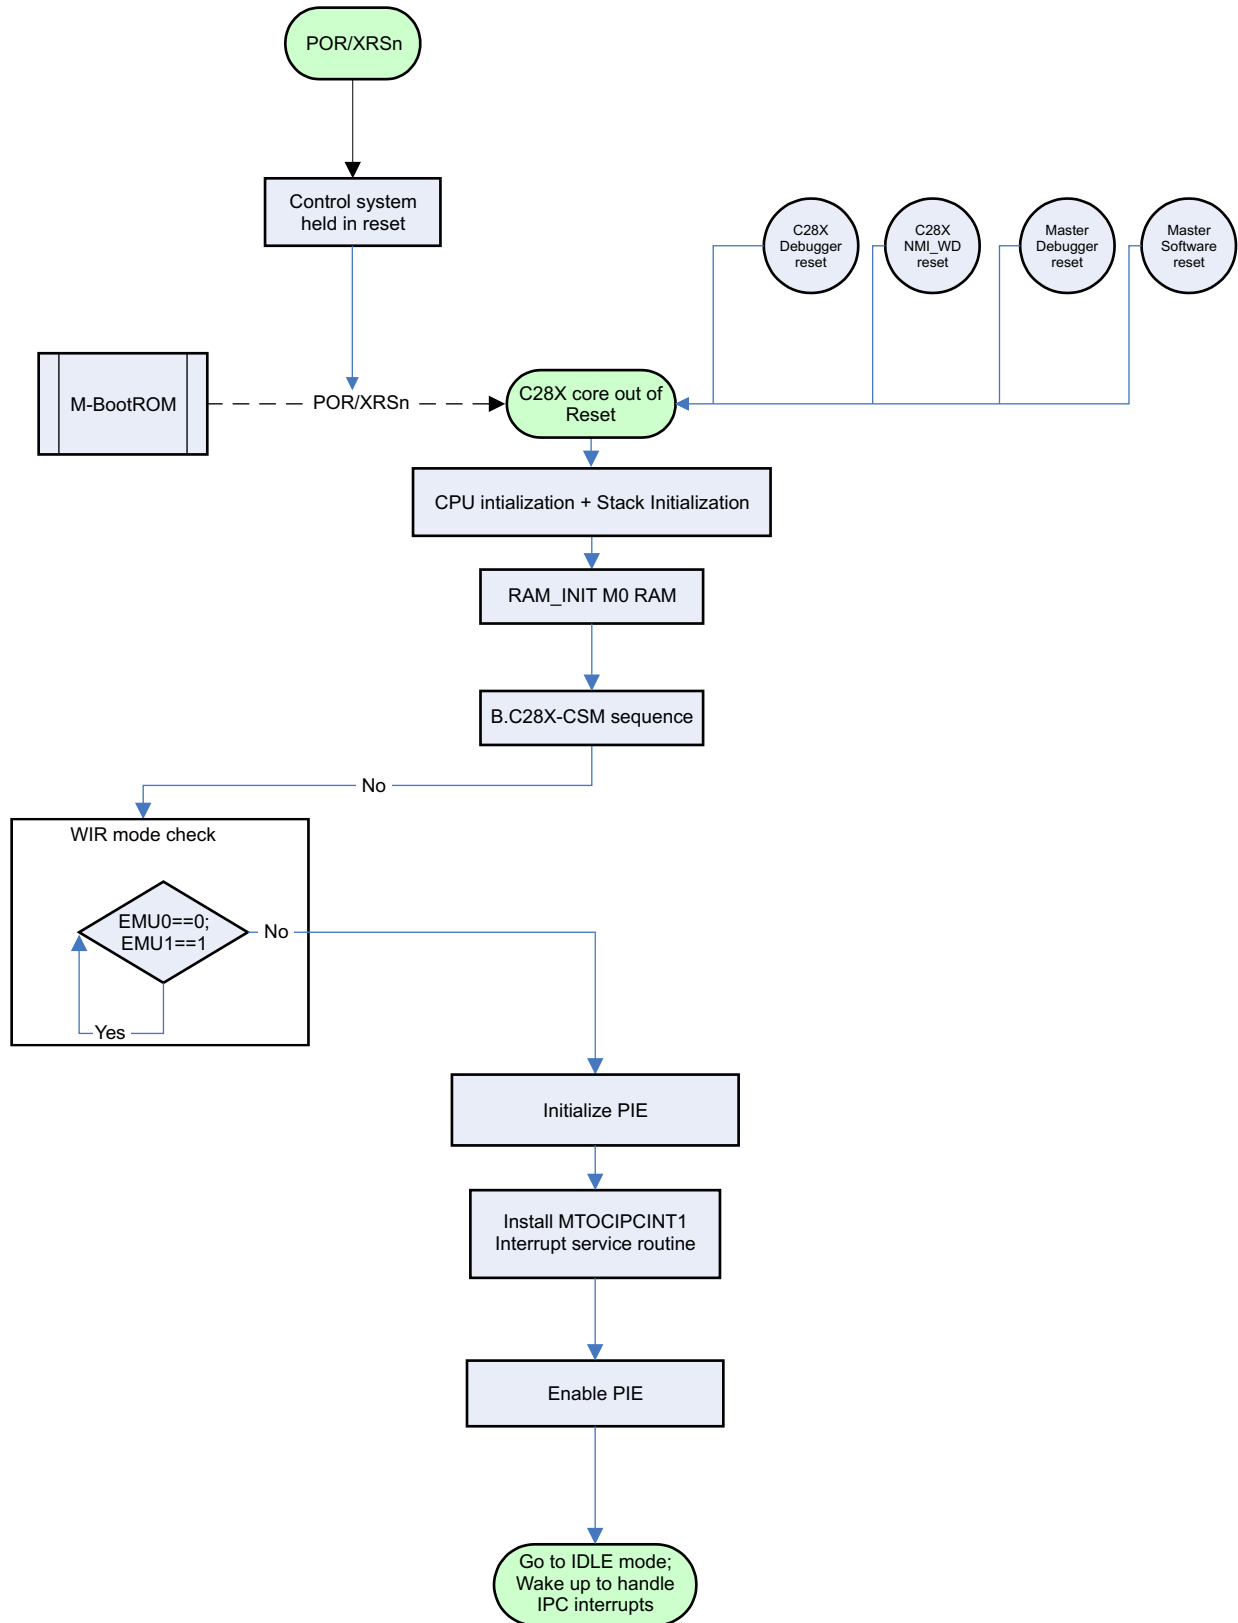 POR/XRSn
Control system
held in reset
C28X
Debugger
reset
C28X
NMI_WD
reset
Master
Debugger
reset
Master
Software
reset
M-BootROM
POR/XRSn
C28X core out of
Reset
CPU intialization + Stack Initialization
RAM_INIT M0 RAM
B.C28X-CSM sequence
No
WIR mode check
EMU0==0;
EMU1==1
No
Yes
Initialize PIE
Install MTOCIPCINT1
Interrupt service routine
Enable PIE
Go to IDLE mode;
Wake up to handle
IPC interrupts